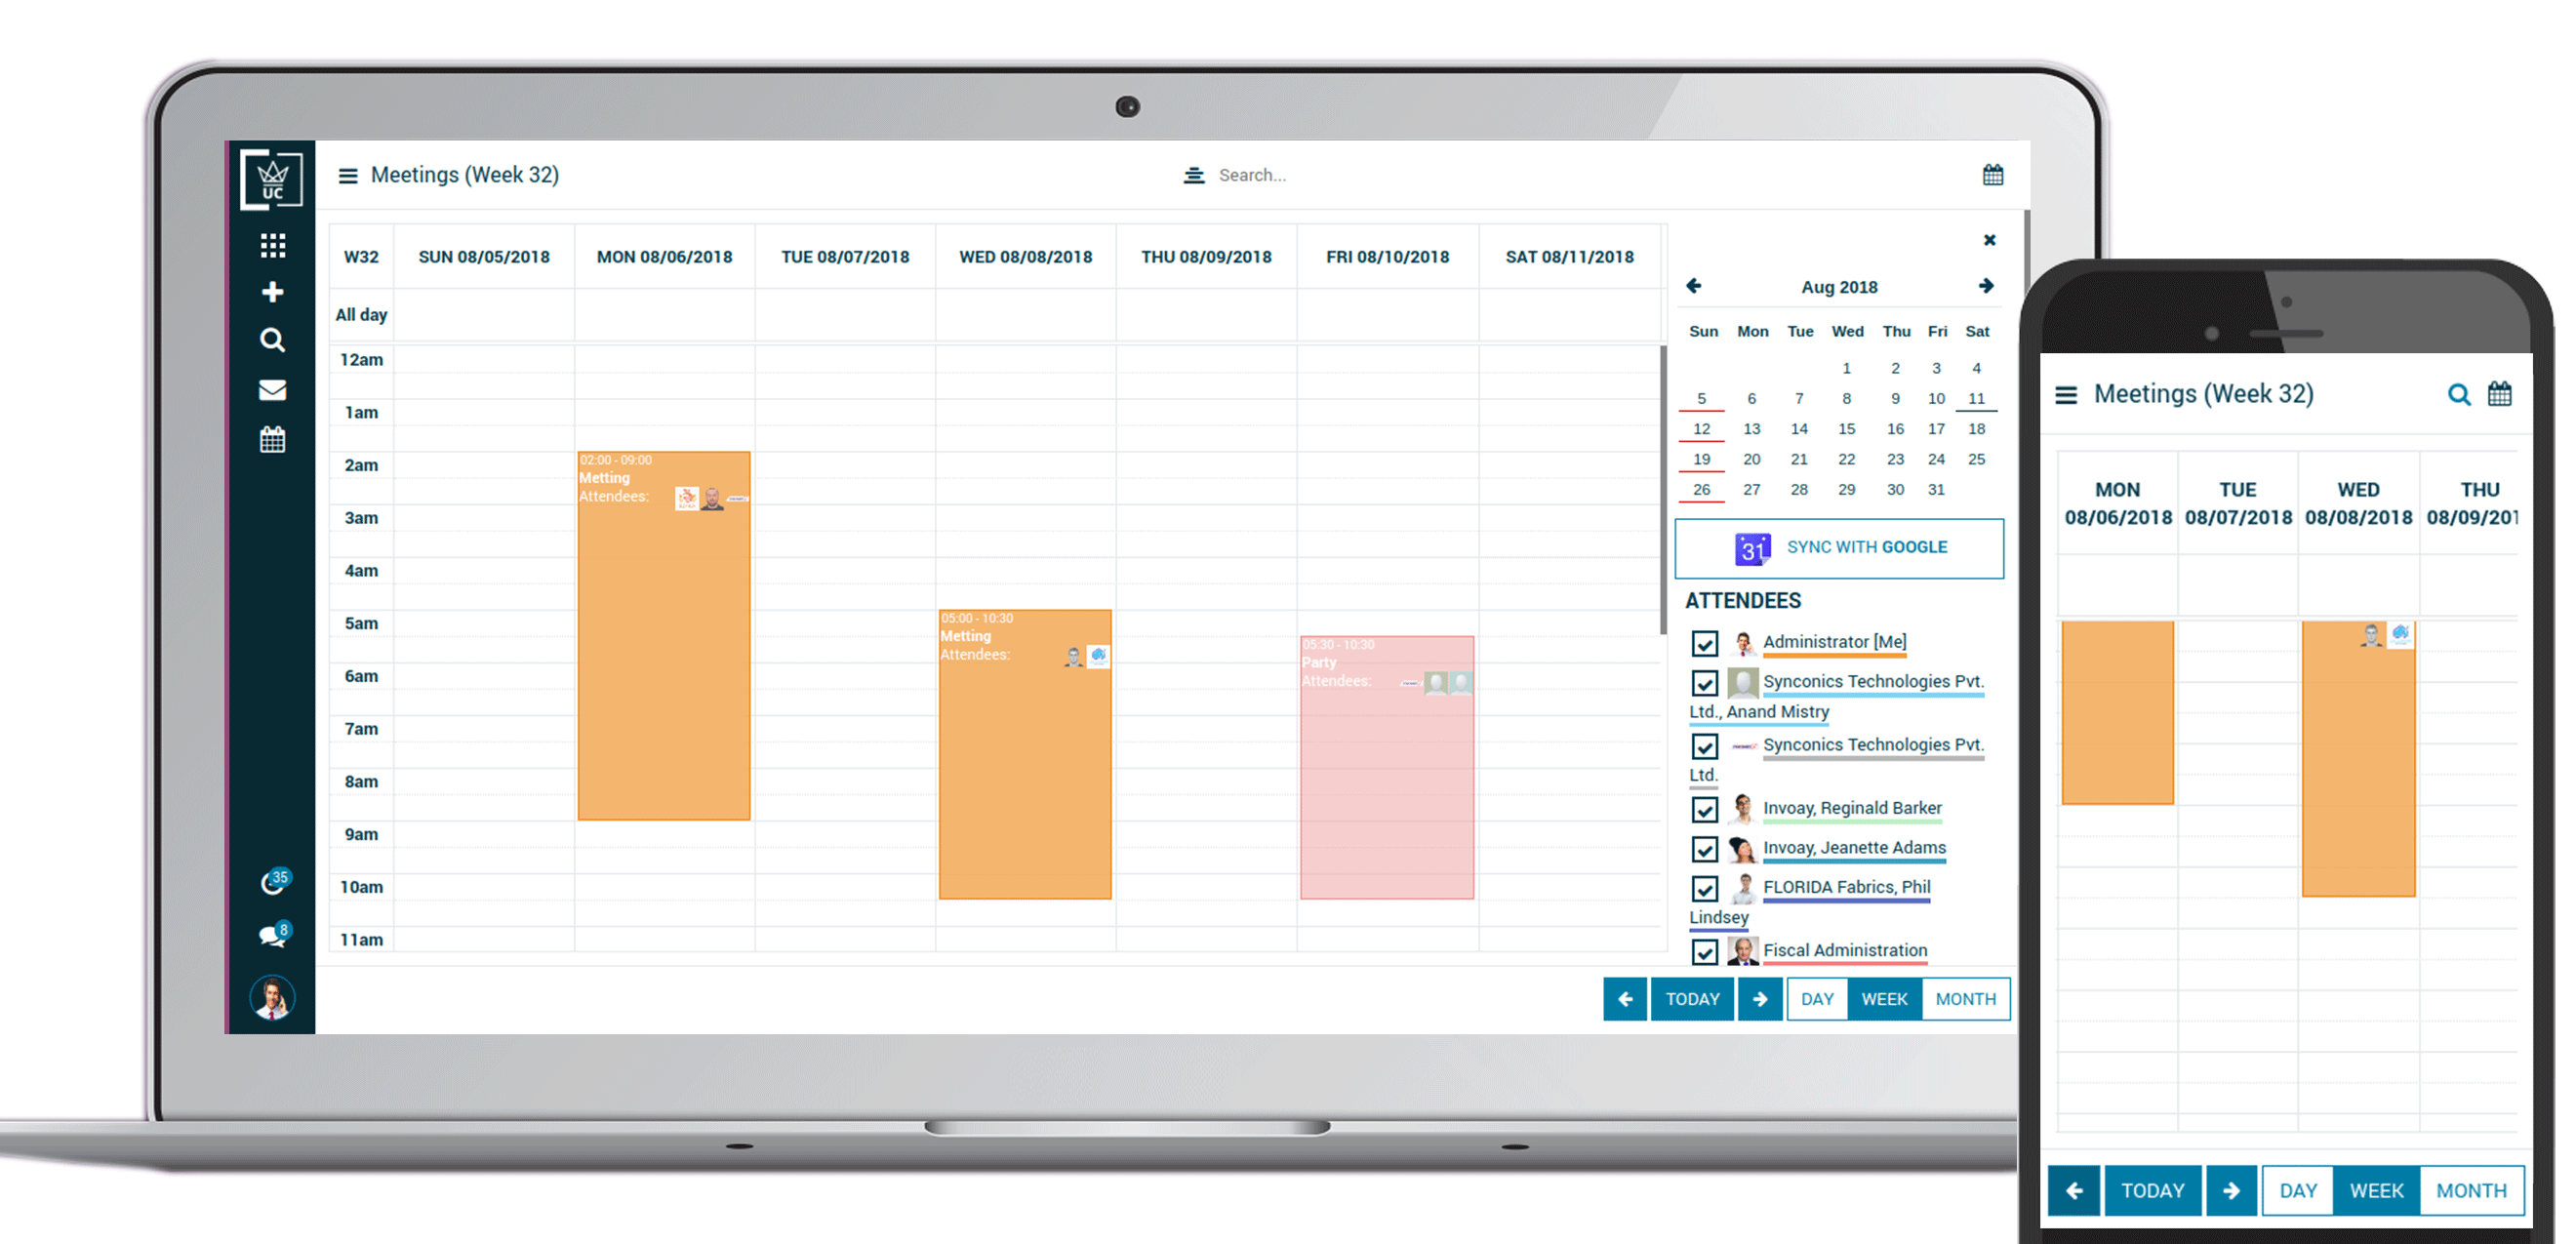 UC
Meetings (Week 32)
Search...
W32 SUN 08/05/2018 MON 08/06/2018 TUE 08/07/2018 WED 08/08/2018 THU 08/09/2018 FRI 08/10/2018 SAT 08/11/2018
All day
12am
1am
2am
3am
4am
5am
6am
7am
8am
9am
10am
11am
02:00 - 09:00
Metting
Attendees:
05:00 - 10:30
Metting
Attendees:
05:30 - 10:30
Party
Attendees:
35
8
Aug 2018
Sun Mon Tue Wed Thu Fri Sat
1 2 3 4
5 6 7 8 9 10 11
12 13 14 15 16 17 18
19 20 21 22 23 24 25
26 27 28 29 30 31
31 SYNC WITH GOOGLE
ATTENDEES
Administrator [Me]
Synconics Technologies Pvt.
Ltd., Anand Mistry
Synconics Technologies Pvt.
Ltd.
Invoay, Reginald Barker
Invoay, Jeanette Adams
FLORIDA Fabrics, Phil
Lindsey
Fiscal Administration
TODAY DAY WEEK MONTH
Meetings (Week 32)
MON TUE WED THU
08/06/2018 08/07/2018 08/08/2018 08/09/201
TODAY DAY WEEK MONTH